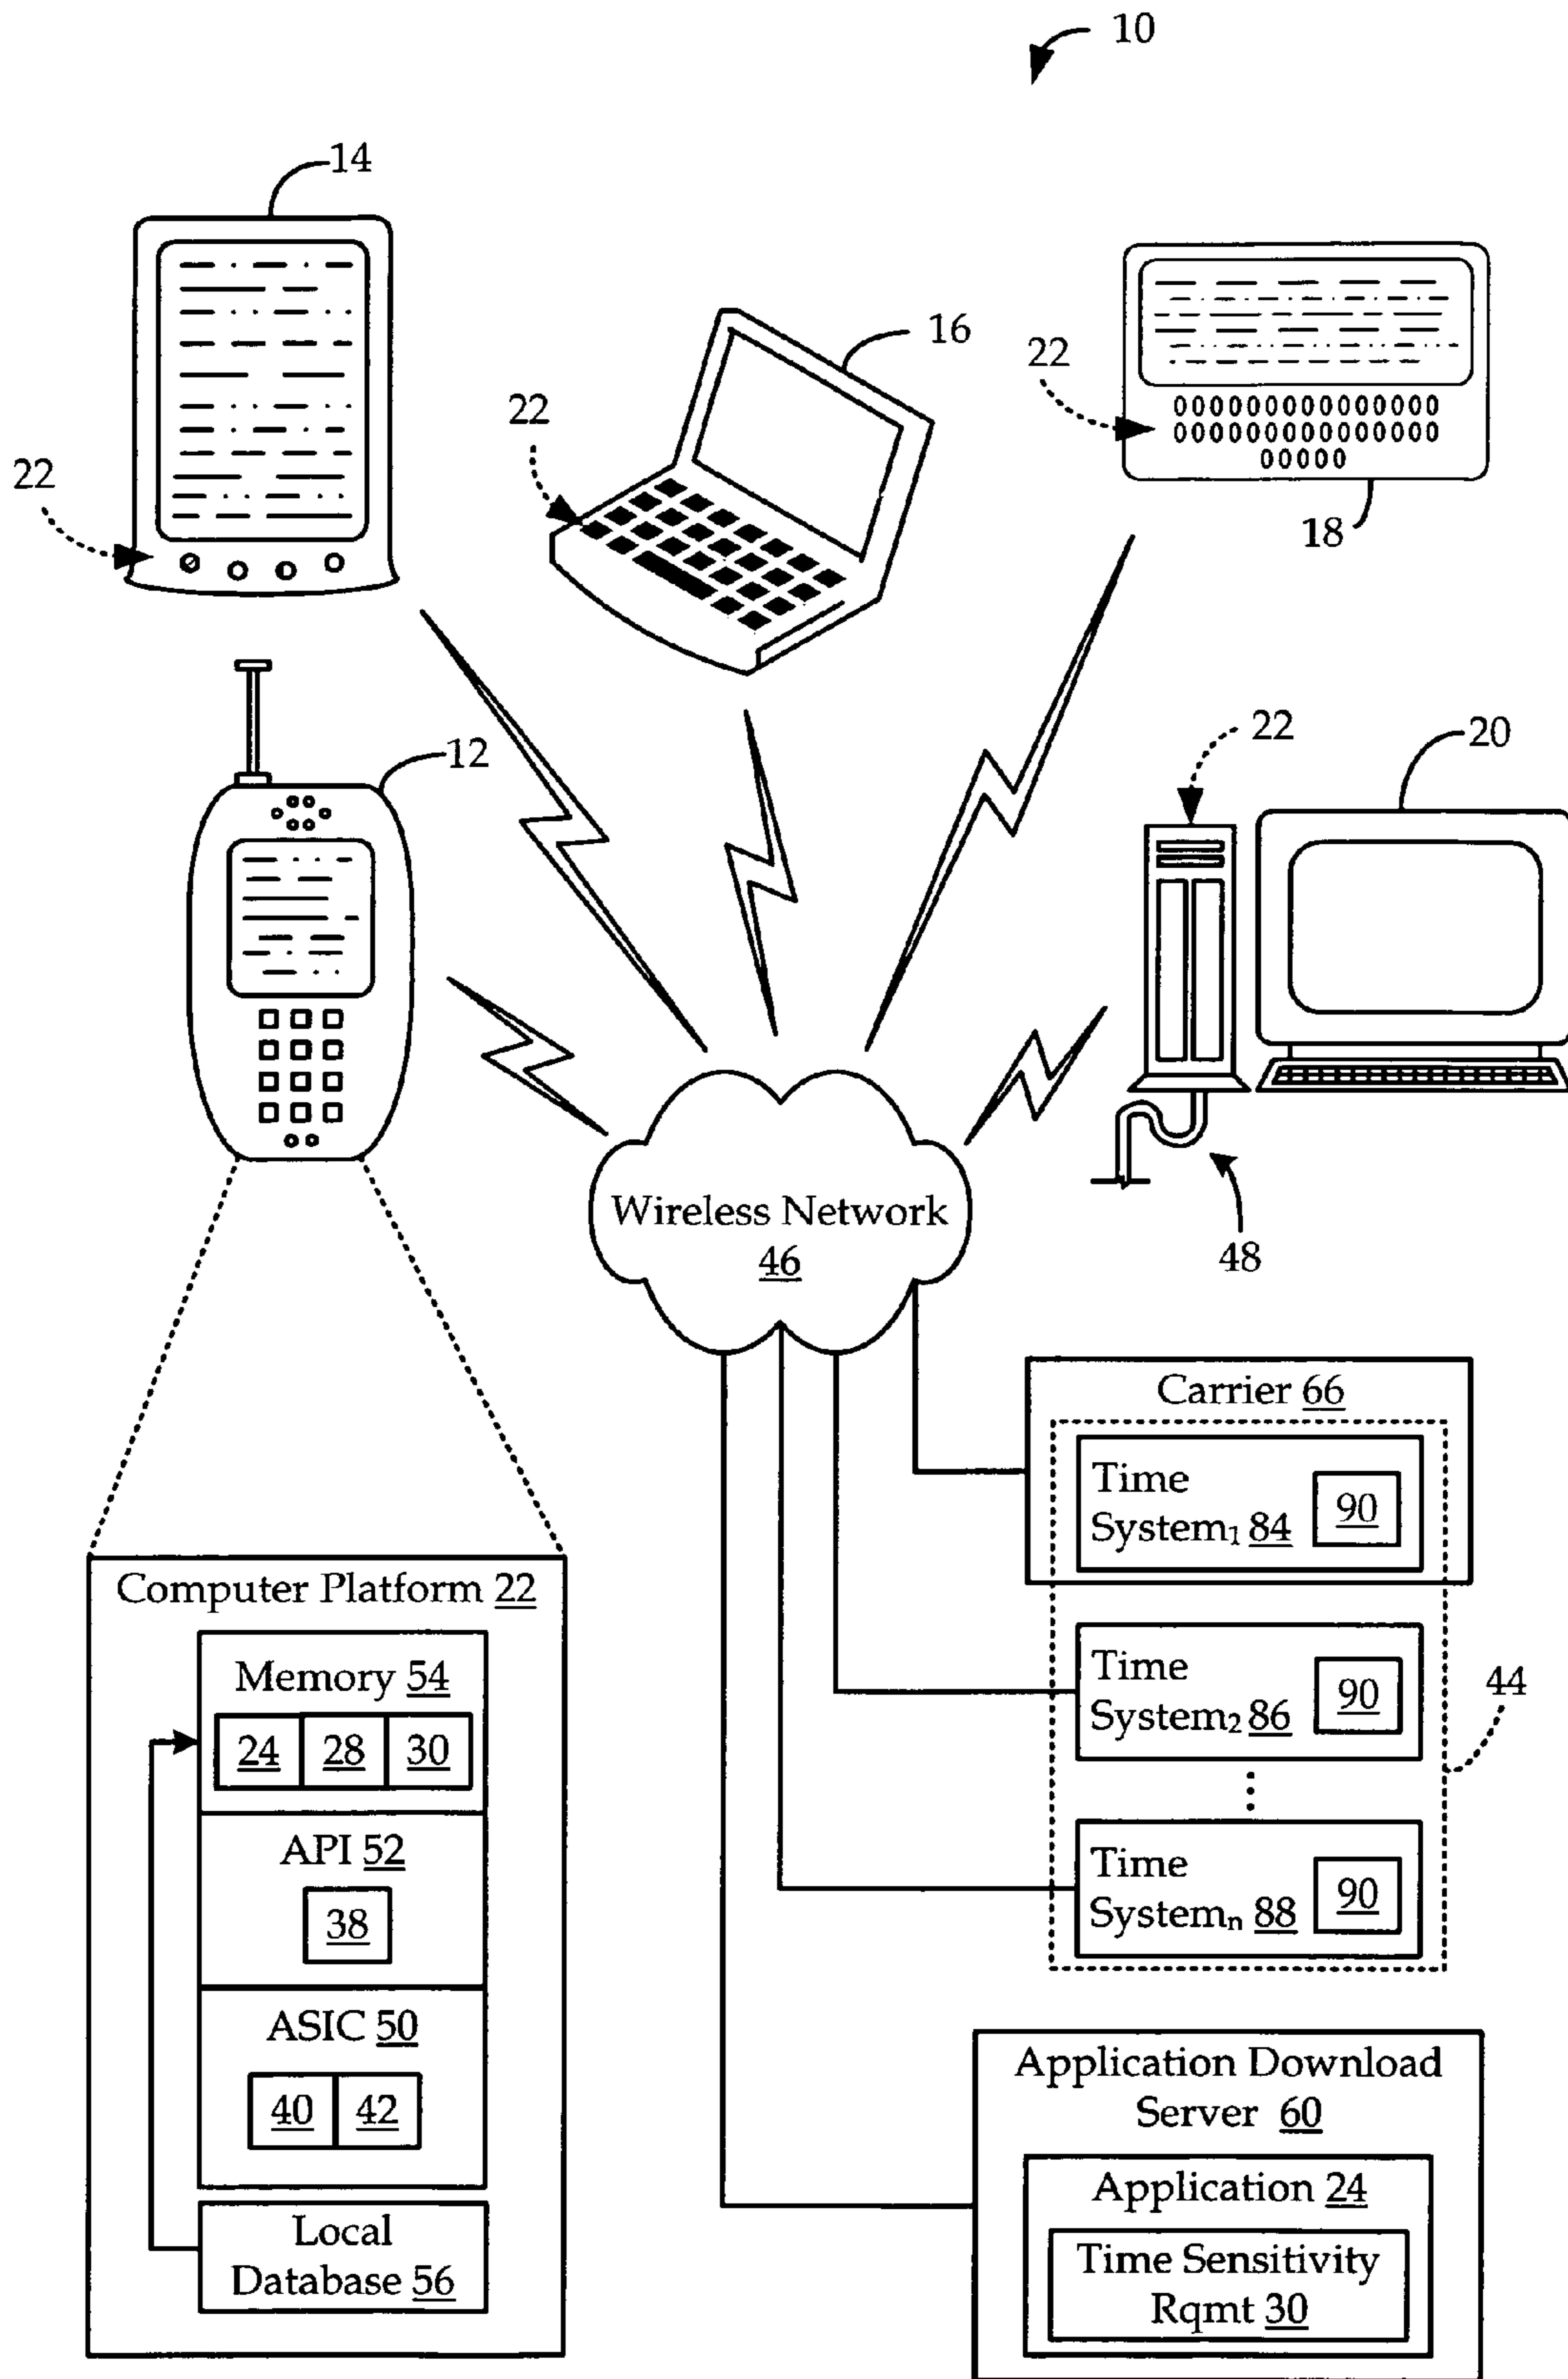 10
14
16
18
22
22
22
12
22
20
48
Wireless Network
46
Computer Platform 22
Memory 54
24 28 30
API 52
38
ASIC 50
40 42
Local
Database 56
Carrier 66
Time
System1 84
90
Time
System2 86
90
Time
Systemn 88
90
44
Application Download
Server 60
Application 24
Time Sensitivity
Rqmt 30